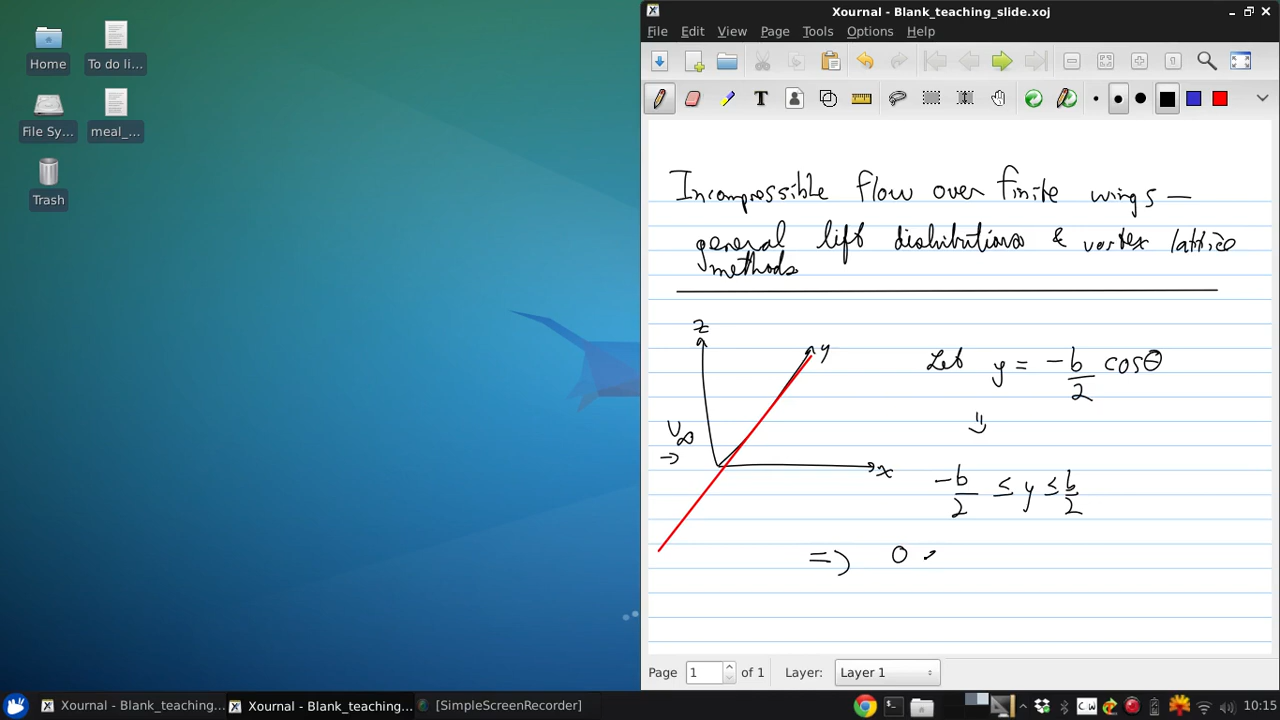 Xournal - Blank_teaching_slide.xoj
File Edit View Page Tools Options Help
Home
To do li...
File Sy...
meal_...
Trash
Incompressible flow over finite wings —
general lift distributions & vortex lattice
methods
z
y
V∞
→
x
Let y = -b/2 cosθ
⇒
-b/2 ≤ y ≤ b/2
=> 0
Page 1 of 1 Layer: Layer 1
Xournal - Blank_teaching...
Xournal - Blank_teaching...
[SimpleScreenRecorder]
10:15